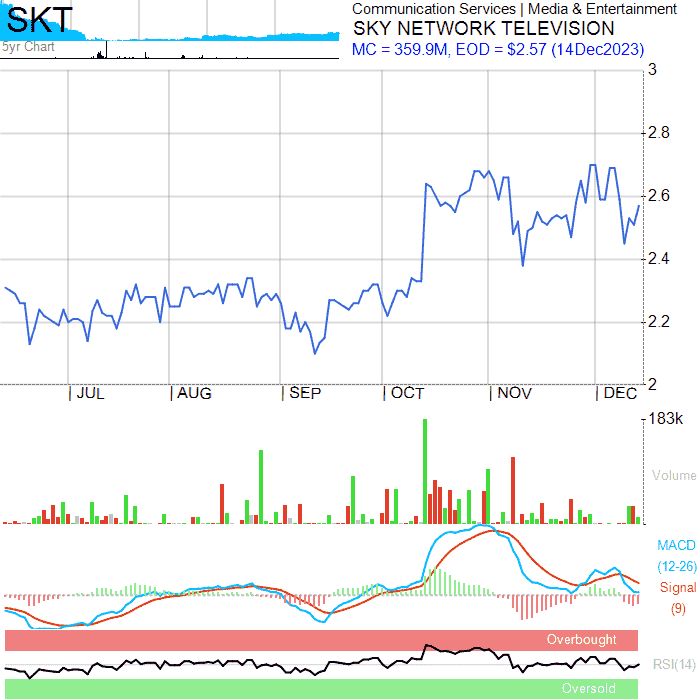 SKT
5yr Chart
Communication Services | Media & Entertainment
SKY NETWORK TELEVISION
MC = 359.9M, EOD = $2.57 (14Dec2023)
3
2.8
2.6
2.4
2.2
2
| JUL | AUG | SEP | OCT | NOV | DEC
183k
Volume
MACD
(12-26)
Signal
(9)
Overbought
RSI(14)
Oversold